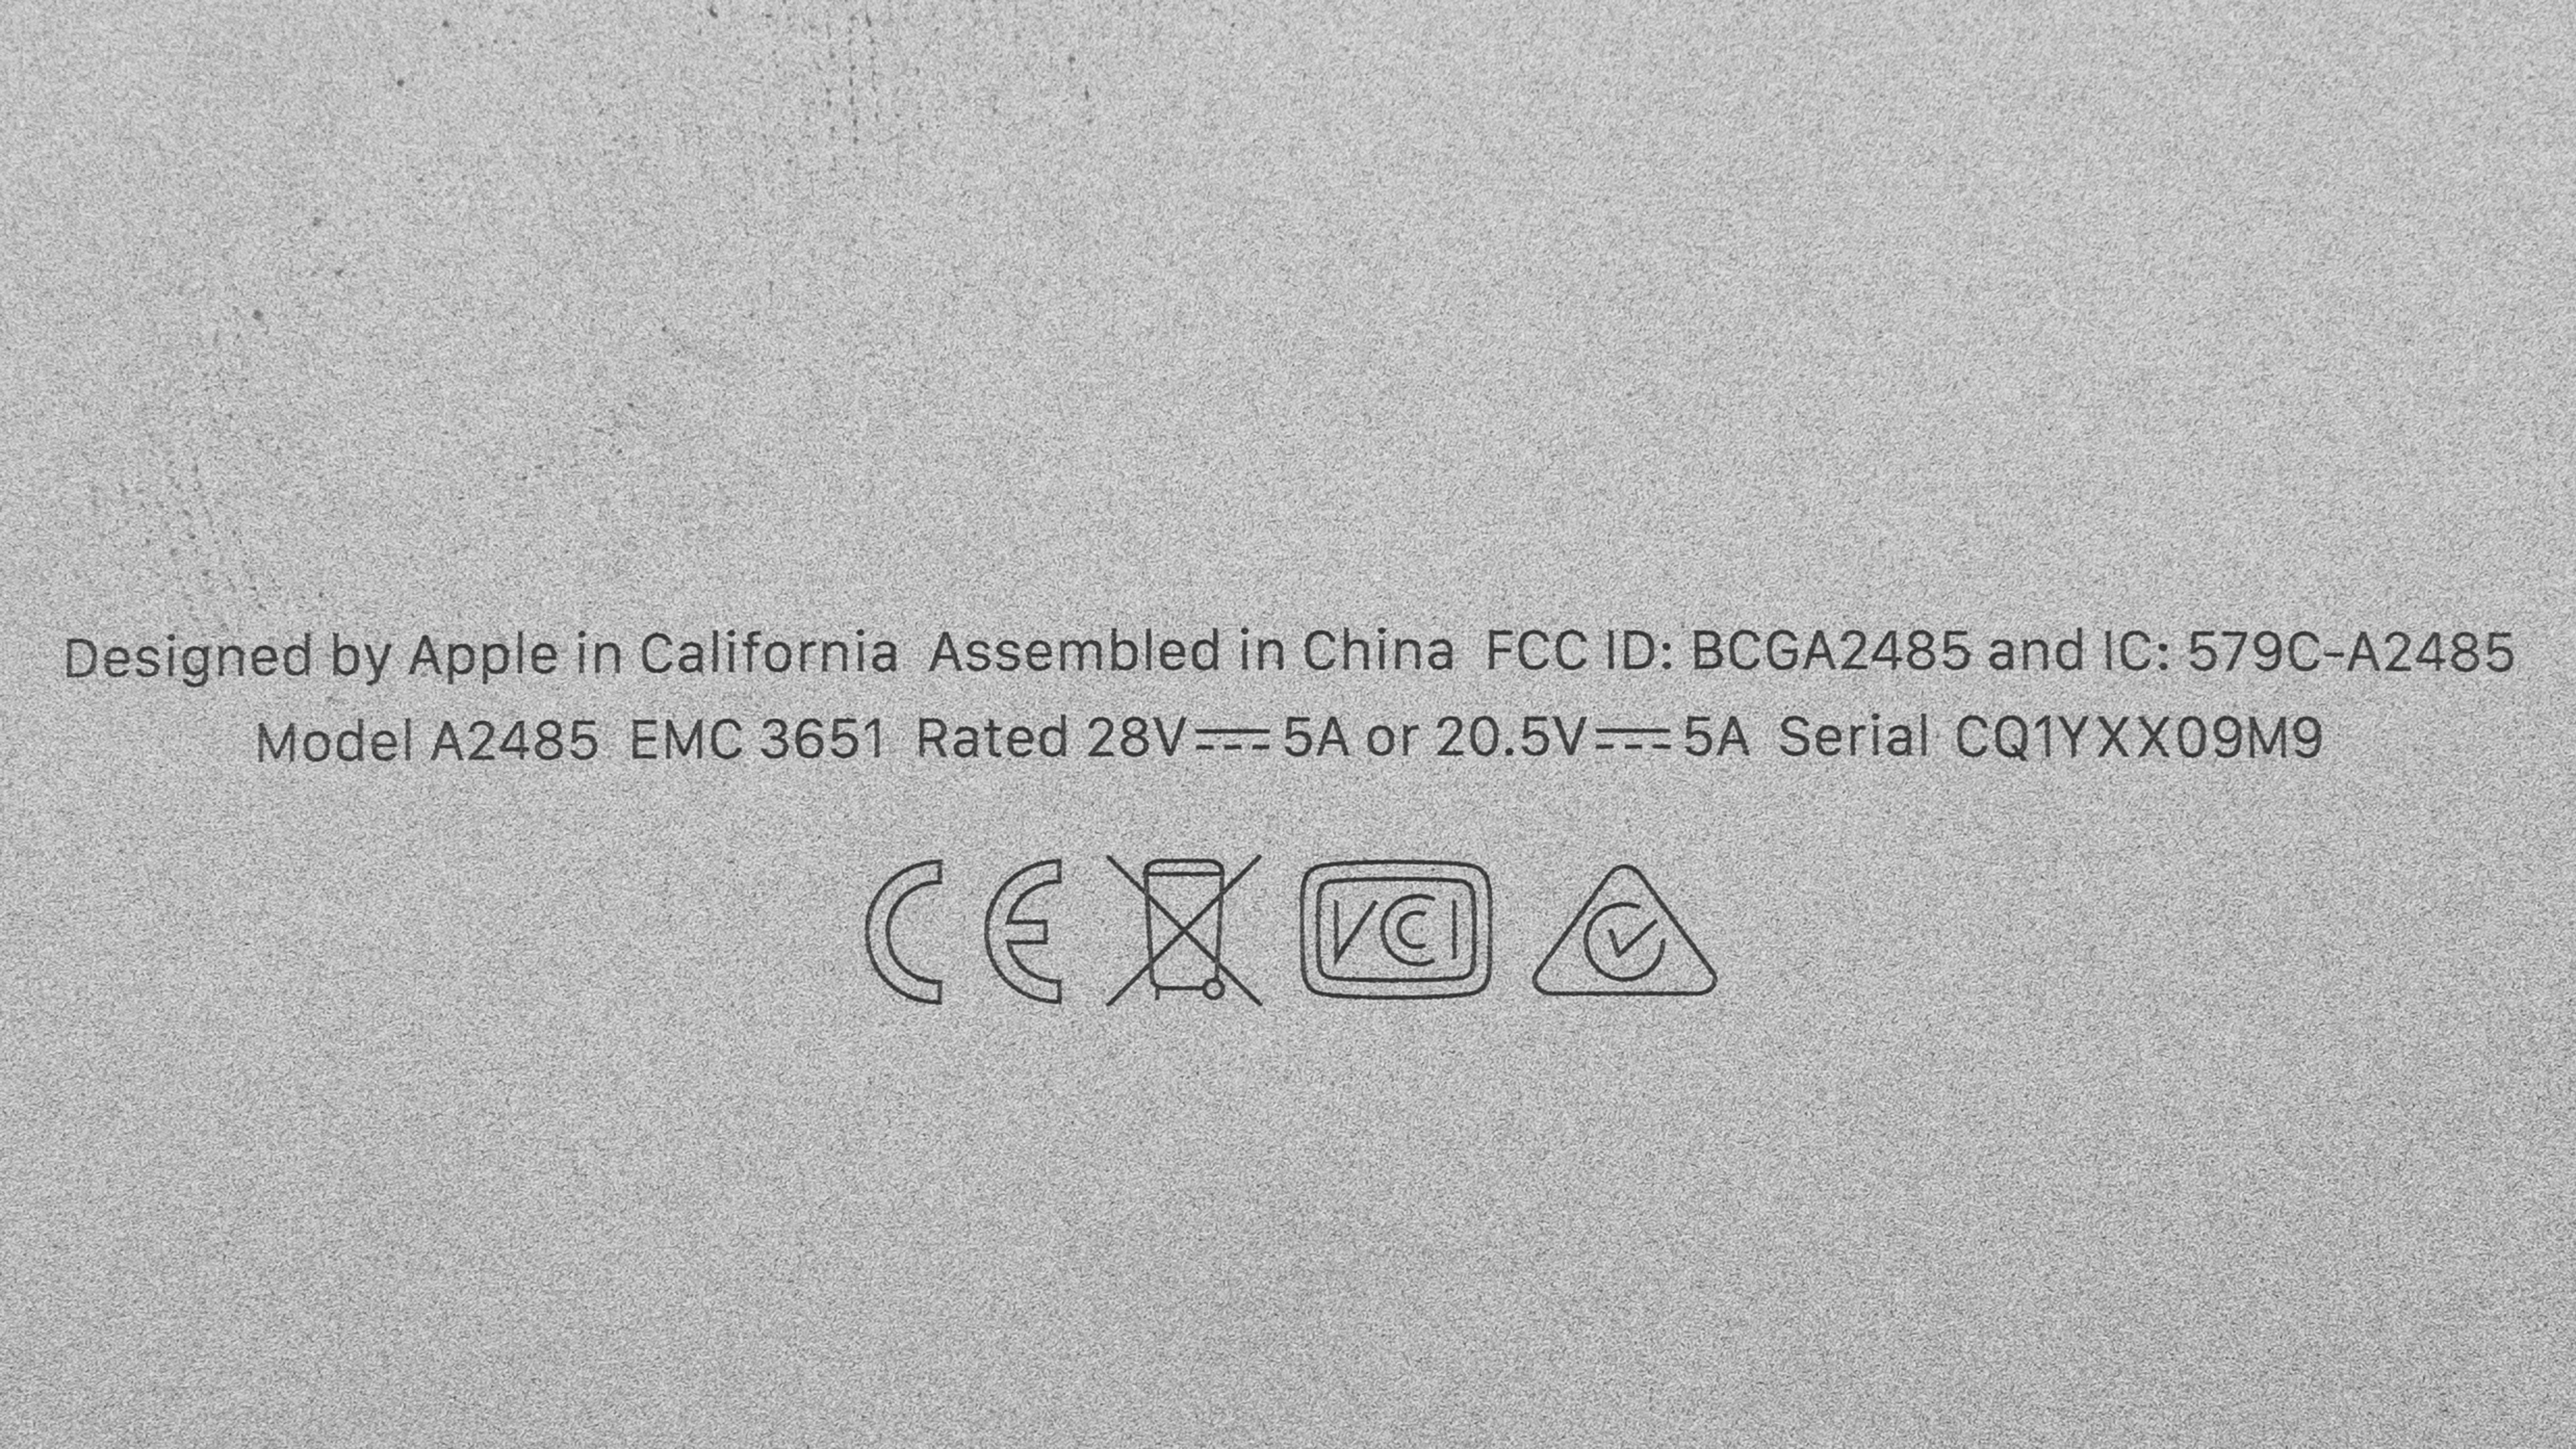 Designed by Apple in California  Assembled in China  FCC ID: BCGA2485 and IC: 579C-A2485
Model A2485  EMC 3651  Rated 28V⎓5A or 20.5V⎓5A  Serial  CQ1YXX09M9
CE VCI